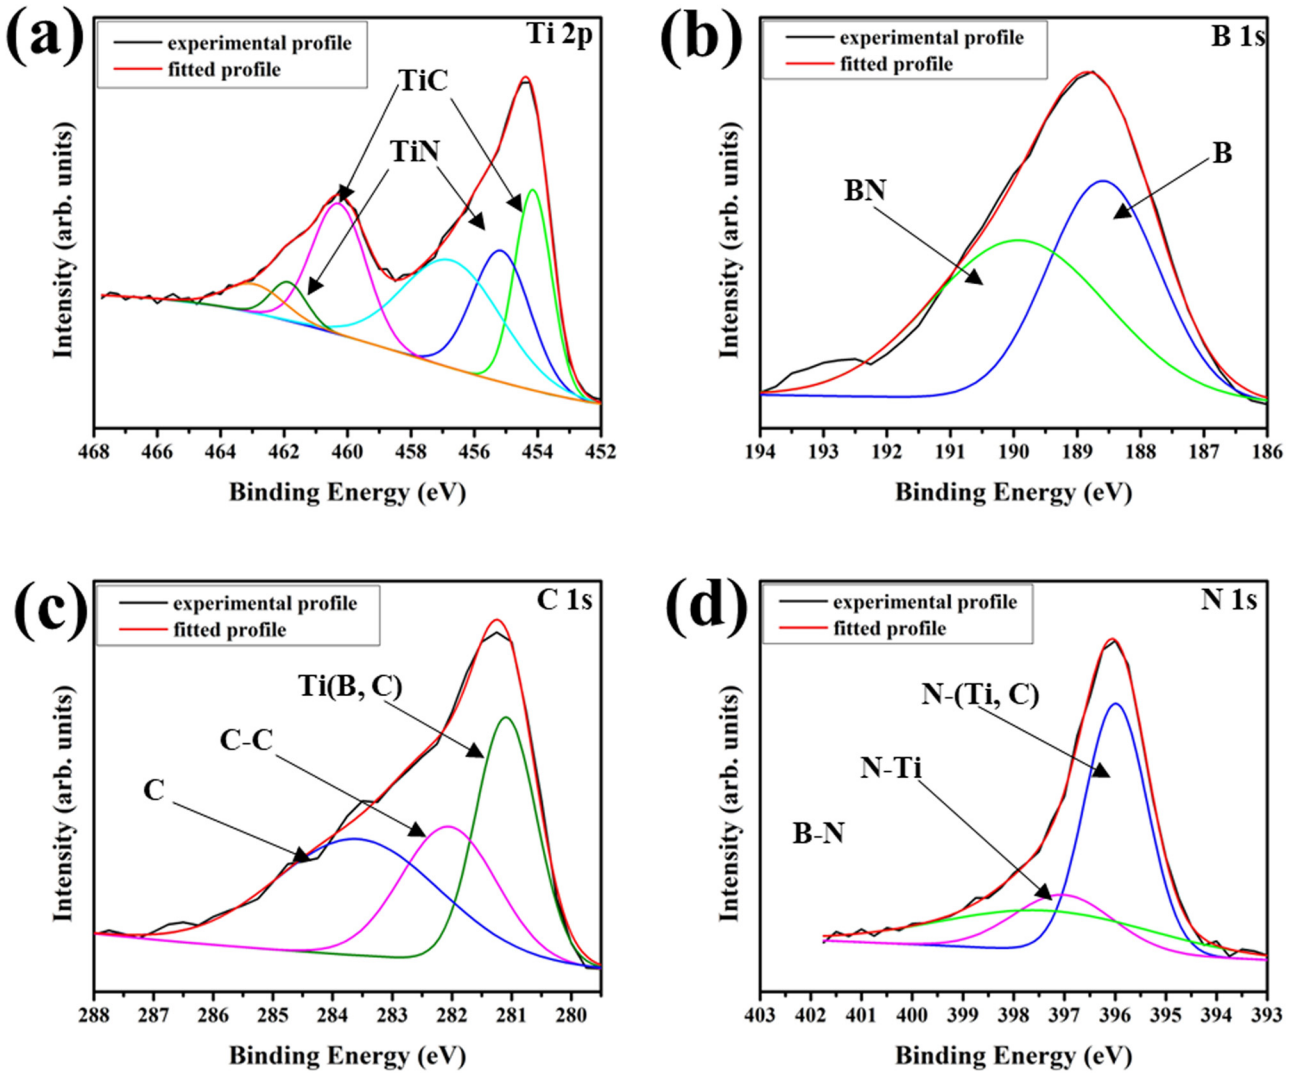 (a)
Ti 2p
experimental profile
fitted profile
TiC
TiN
Intensity (arb. units)
468 466 464 462 460 458 456 454 452
Binding Energy (eV)
(b)
B 1s
experimental profile
fitted profile
B
BN
Intensity (arb. units)
194 193 192 191 190 189 188 187 186
Binding Energy (eV)
(c)
C 1s
experimental profile
fitted profile
Ti(B, C)
C-C
C
Intensity (arb. units)
288 287 286 285 284 283 282 281 280
Binding Energy (eV)
(d)
N 1s
experimental profile
fitted profile
N-(Ti, C)
N-Ti
B-N
Intensity (arb. units)
403 402 401 400 399 398 397 396 395 394 393
Binding Energy (eV)